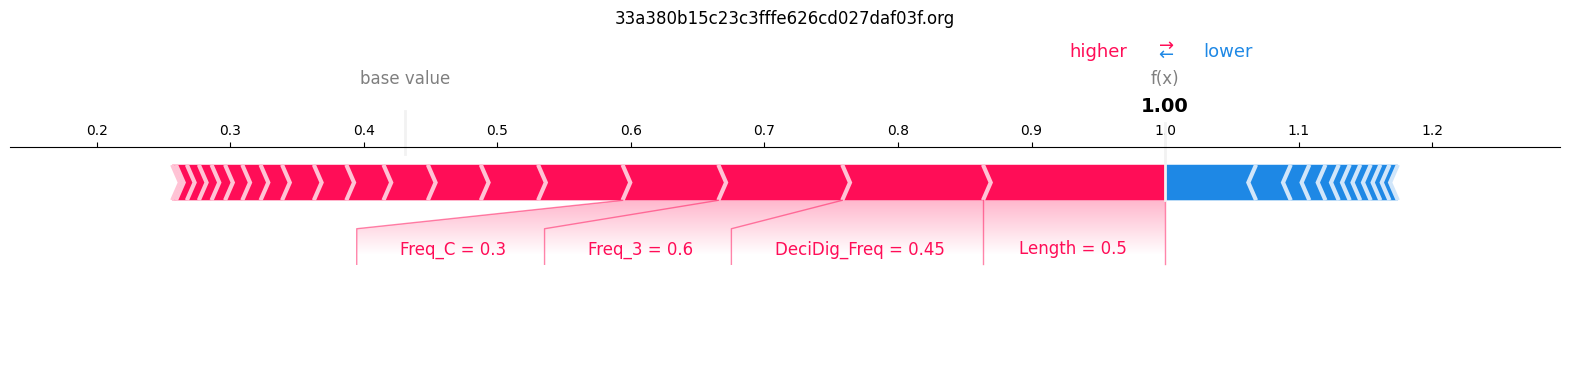 33a380b15c23c3fffe626cd027daf03f.org
higher ⇄ lower
base value f(x)
1.00
0.2 0.3 0.4 0.5 0.6 0.7 0.8 0.9 1.0 1.1 1.2
Freq_C = 0.3 Freq_3 = 0.6 DeciDig_Freq = 0.45 Length = 0.5